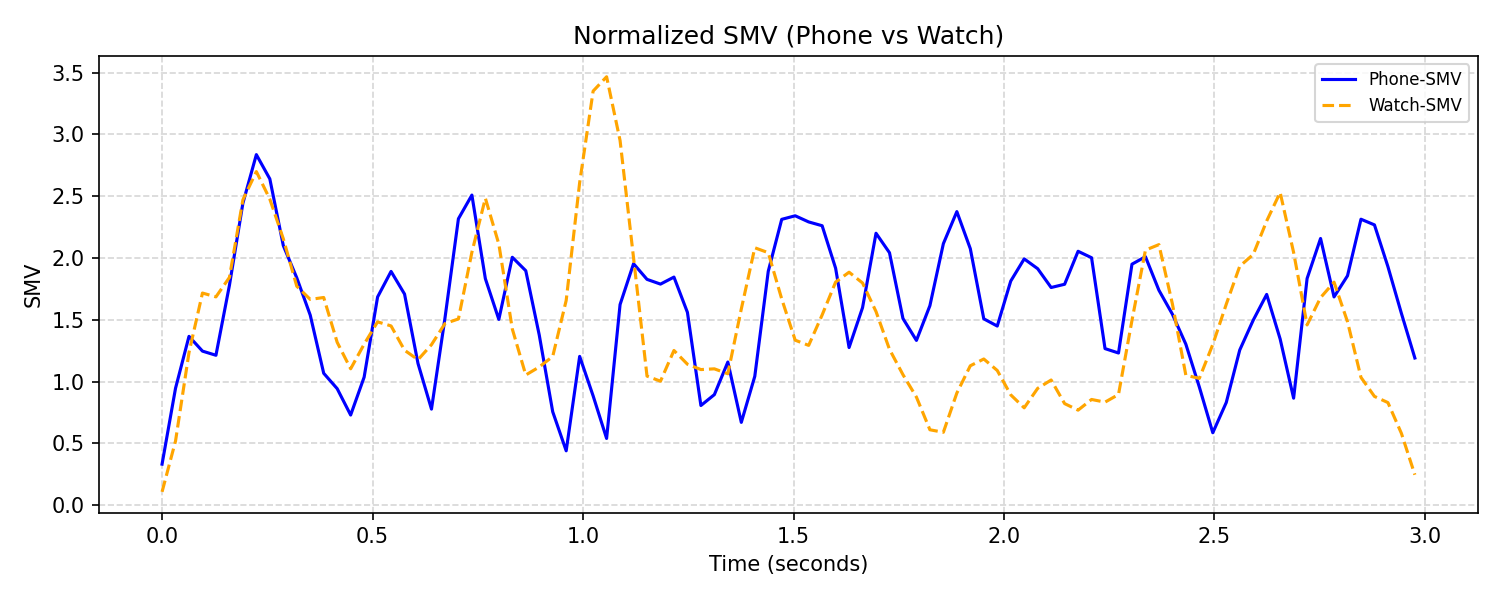 Normalized SMV (Phone vs Watch)
Phone-SMV
Watch-SMV
3.5
3.0
2.5
2.0
1.5
1.0
0.5
0.0
SMV
0.0 0.5 1.0 1.5 2.0 2.5 3.0
Time (seconds)